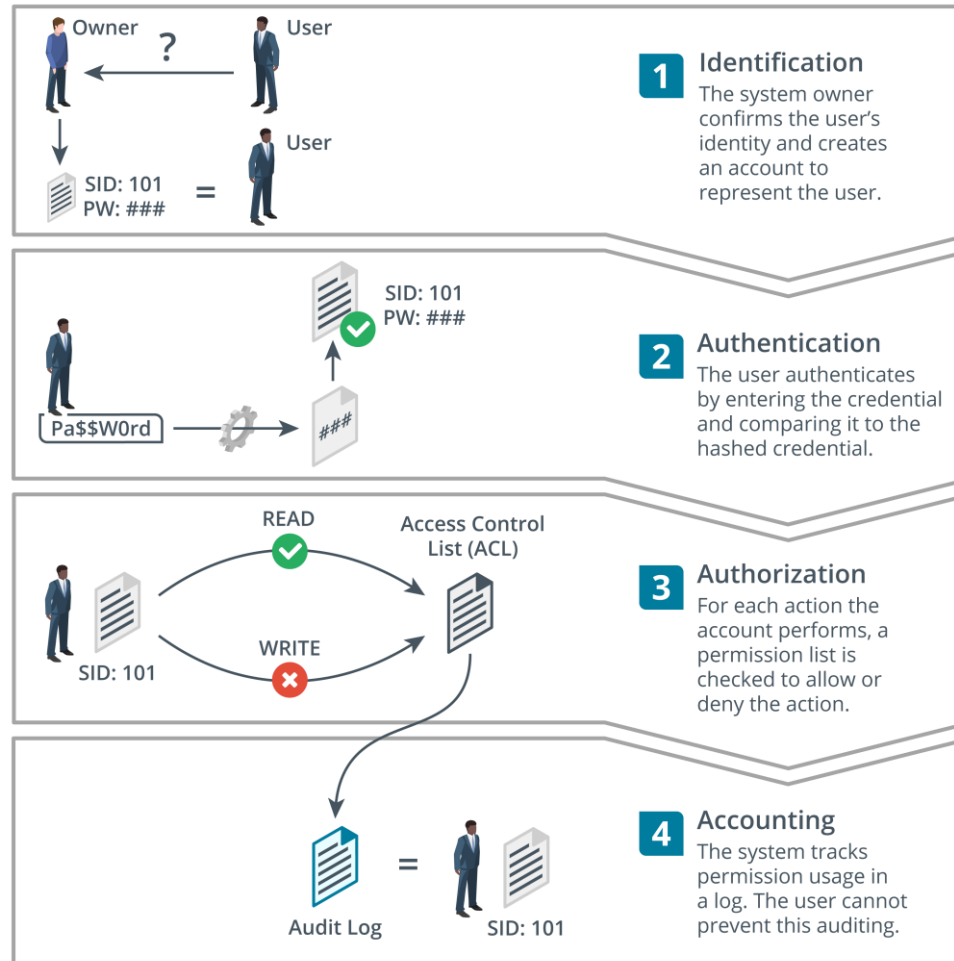 Owner
?
User
User
SID: 101
PW: ###
=
1
Identification
The system owner
confirms the user's
identity and creates
an account to
represent the user.
SID: 101
PW: ###
Pa$$W0rd
###
2
Authentication
The user authenticates
by entering the credential
and comparing it to the
hashed credential.
READ
Access Control
List (ACL)
WRITE
SID: 101
3
Authorization
For each action the
account performs, a
permission list is
checked to allow or
deny the action.
=
Audit Log
SID: 101
4
Accounting
The system tracks
permission usage in
a log. The user cannot
prevent this auditing.